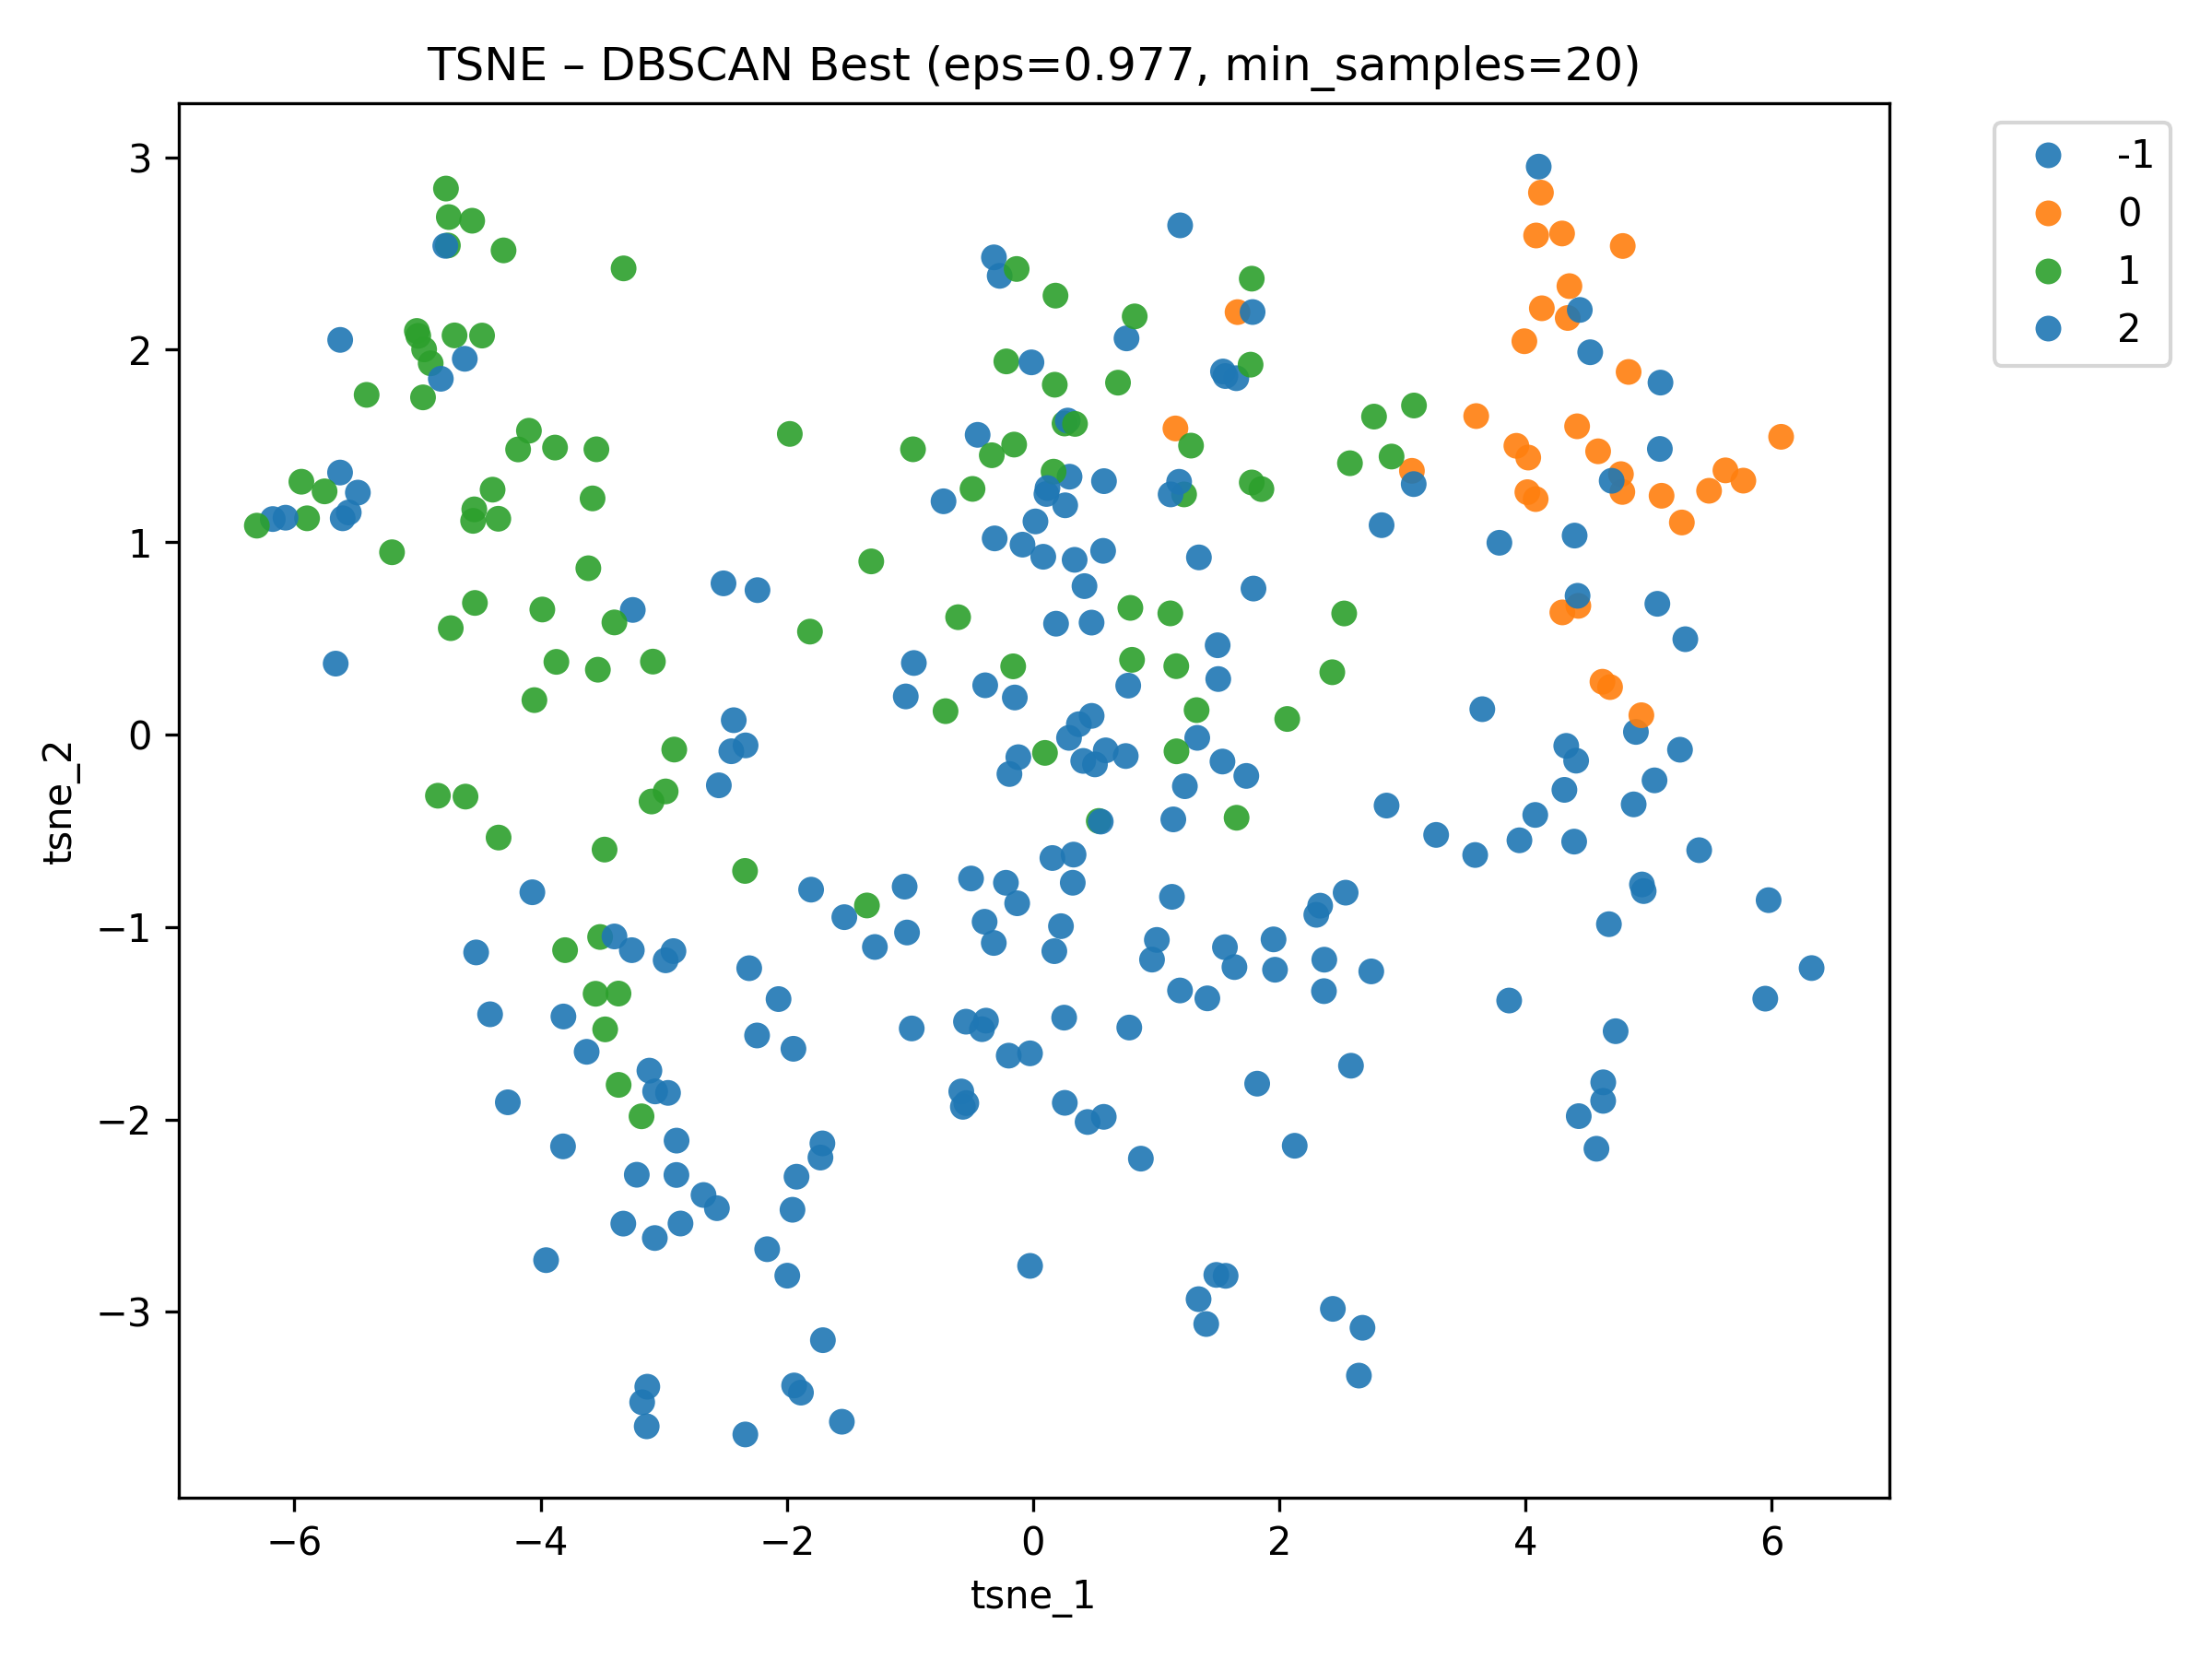 TSNE – DBSCAN Best (eps=0.977, min_samples=20)
-1
0
1
2
3
2
1
0
−1
−2
−3
tsne_2
−6 −4 −2 0 2 4 6
tsne_1